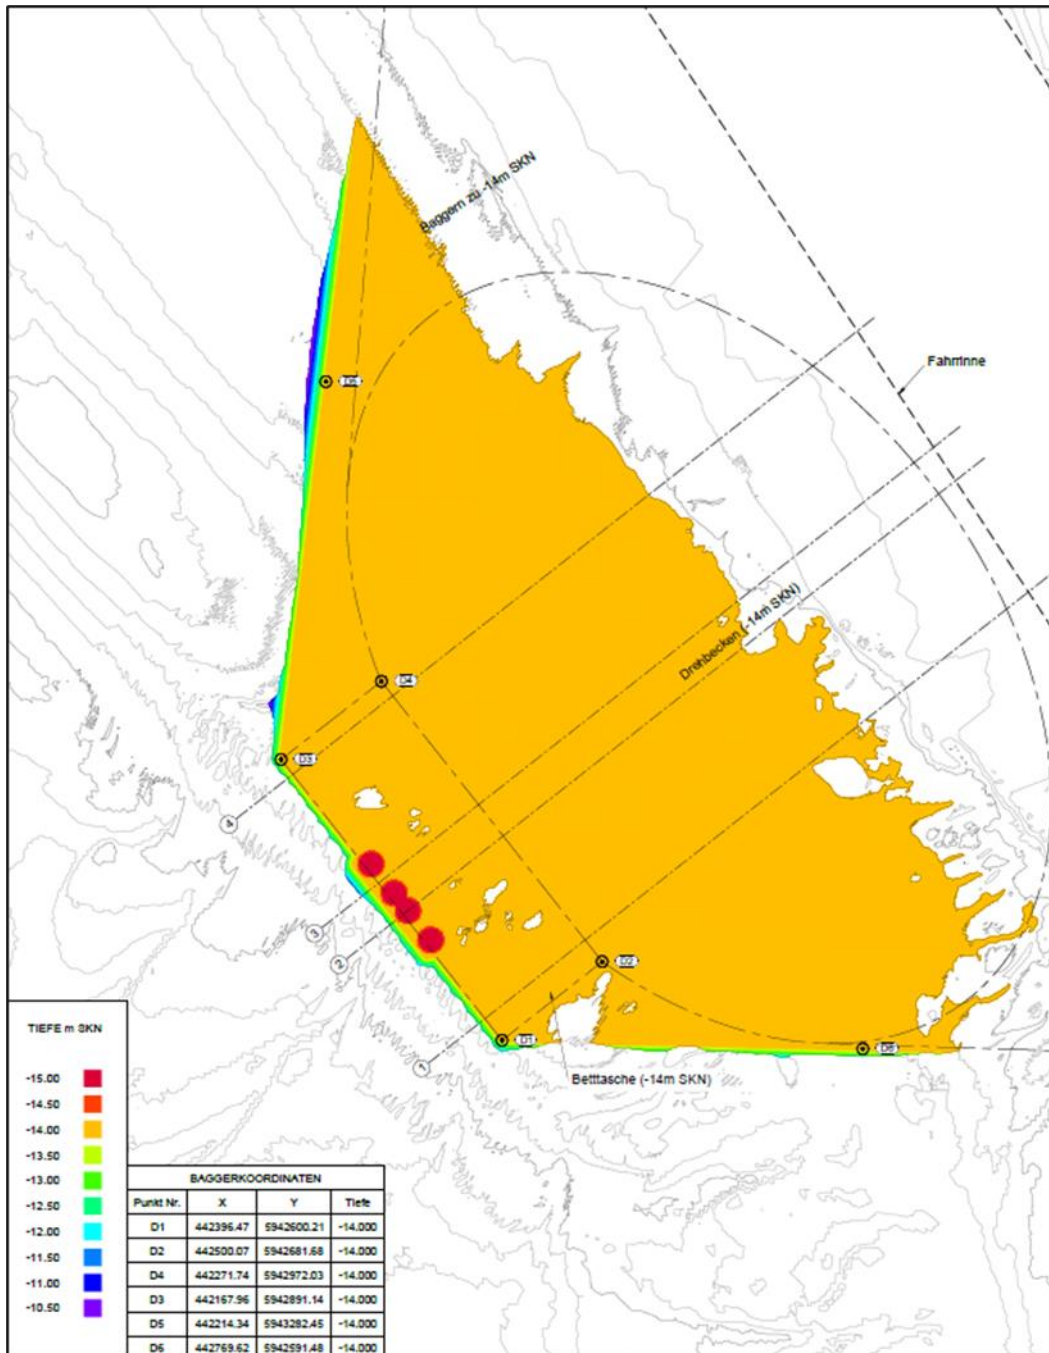 Baggern zu -14m SKN
D5
Fahrrinne
Drehbecken (-14m SKN)
D4
D3
4
3
2
D2
D1
D6
1
Betttasche (-14m SKN)
TIEFE m SKN
-15.00
-14.50
-14.00
-13.50
-13.00
-12.50
-12.00
-11.50
-11.00
-10.50
BAGGERKOORDINATEN
Punkt Nr. X Y Tiefe
D1 442396.47 5942600.21 -14.000
D2 442500.07 5942681.68 -14.000
D4 442271.74 5942972.03 -14.000
D3 442167.96 5942891.14 -14.000
D5 442214.34 5943282.45 -14.000
D6 442769.62 5942591.48 -14.000